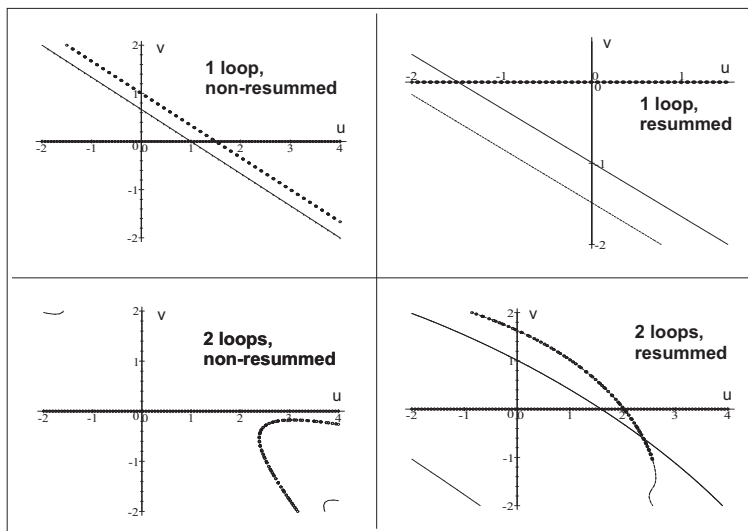 v
2
1 loop,
non-resummed
1
u
-2 -1 0 0 1 2 3 4
-1
-2
v
-2 -1 0 1
0
u
1 loop,
resummed
-1
-2
2 v
2 loops,
non-resummed
1
u
-2 -1 0 0 1 2 3 4
-1
-2
2 v
2 loops,
resummed
1
u
-2 -1 0 0 1 2 3 4
-1
-2